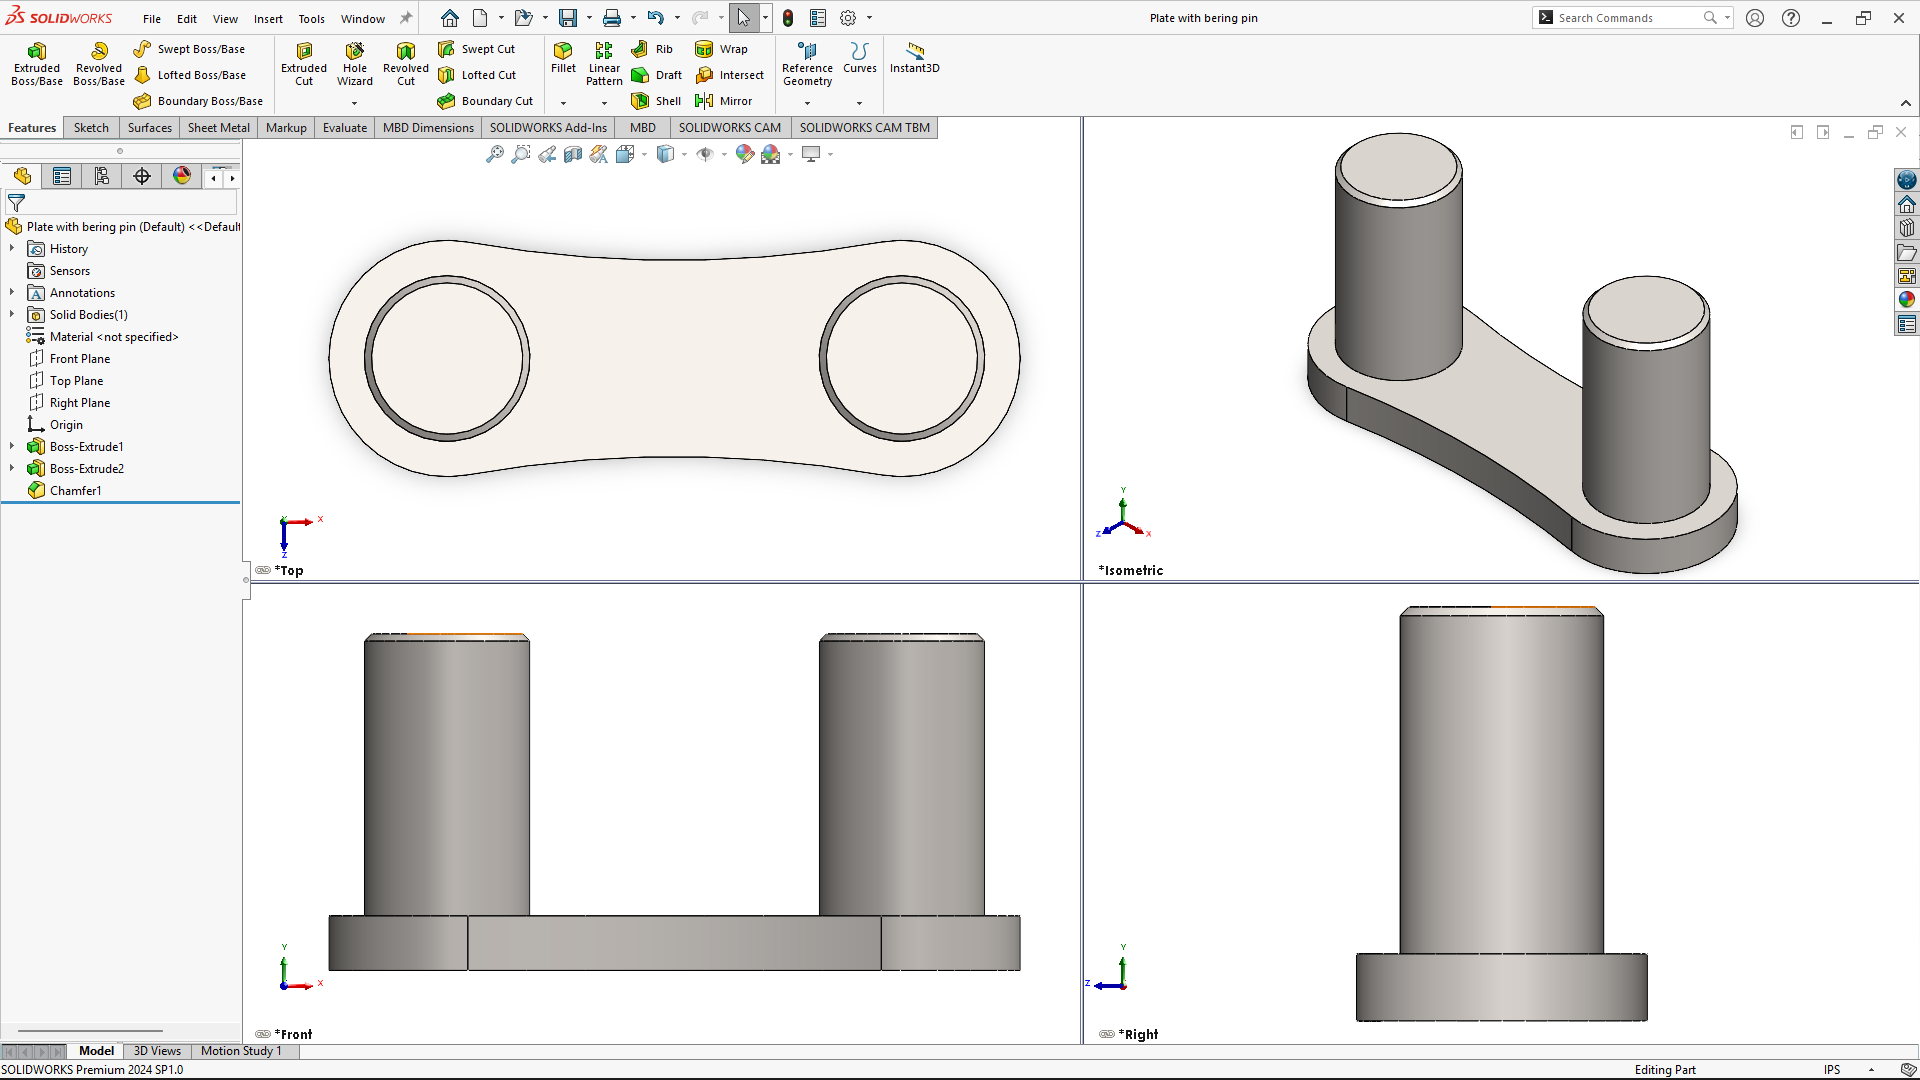 SOLIDWORKS File Edit View Insert Tools Window Plate with bering pin Search Commands
Extruded Boss/Base
Revolved Boss/Base
Swept Boss/Base
Lofted Boss/Base
Boundary Boss/Base
Extruded Cut
Hole Wizard
Revolved Cut
Swept Cut
Lofted Cut
Boundary Cut
Fillet
Linear Pattern
Rib
Draft
Shell
Wrap
Intersect
Mirror
Reference Geometry
Curves
Instant3D
Features Sketch Surfaces Sheet Metal Markup Evaluate MBD Dimensions SOLIDWORKS Add-Ins MBD SOLIDWORKS CAM SOLIDWORKS CAM TBM
Plate with bering pin (Default) <<Default
History
Sensors
Annotations
Solid Bodies(1)
Material <not specified>
Front Plane
Top Plane
Right Plane
Origin
Boss-Extrude1
Boss-Extrude2
Chamfer1
Y X
Z
*Top
Y
Z X
*Isometric
Y
X
*Front
Y
Z
*Right
Model 3D Views Motion Study 1
SOLIDWORKS Premium 2024 SP1.0 Editing Part IPS